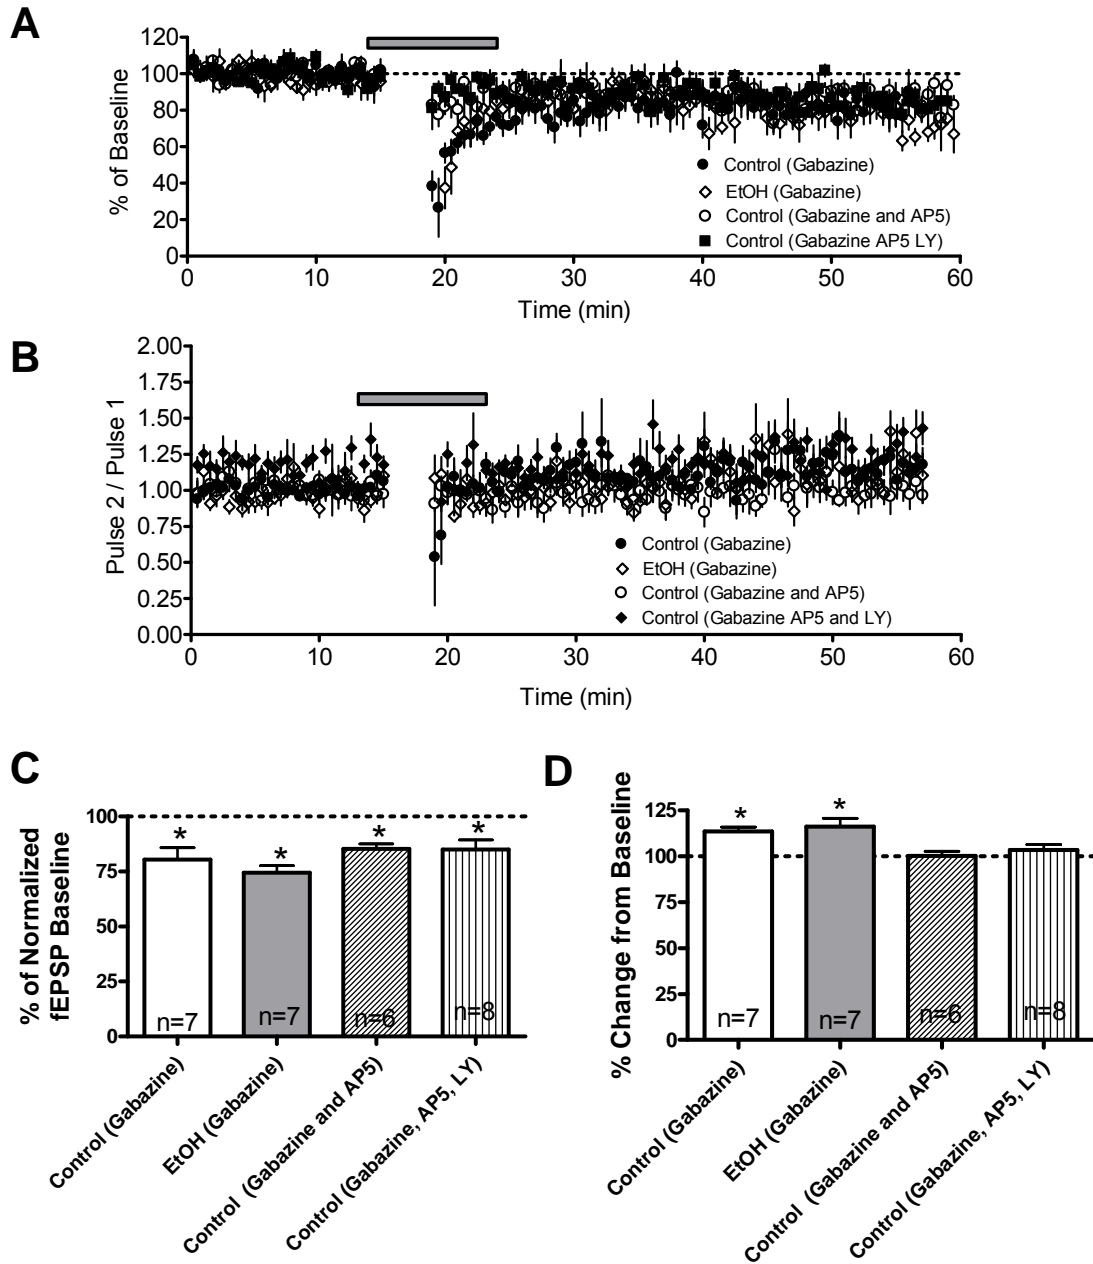 A
120
100
80
60
40
20
0
% of Baseline
Control (Gabazine)
EtOH (Gabazine)
Control (Gabazine and AP5)
Control (Gabazine AP5 LY)
0 10 20 30 40 50 60
Time (min)
B
2.00
1.75
1.50
1.25
1.00
0.75
0.50
0.25
0.00
Pulse 2 / Pulse 1
Control (Gabazine)
EtOH (Gabazine)
Control (Gabazine and AP5)
Control (Gabazine AP5 and LY)
0 10 20 30 40 50 60
Time (min)
C
100
75
50
25
0
% of Normalized
fEPSP Baseline
* * * *
n=7 n=7 n=6 n=8
Control (Gabazine)
EtOH (Gabazine)
Control (Gabazine and AP5)
Control (Gabazine, AP5, LY)
D
125
100
75
50
25
0
% Change from Baseline
* *
n=7 n=7 n=6 n=8
Control (Gabazine)
EtOH (Gabazine)
Control (Gabazine and AP5)
Control (Gabazine, AP5, LY)